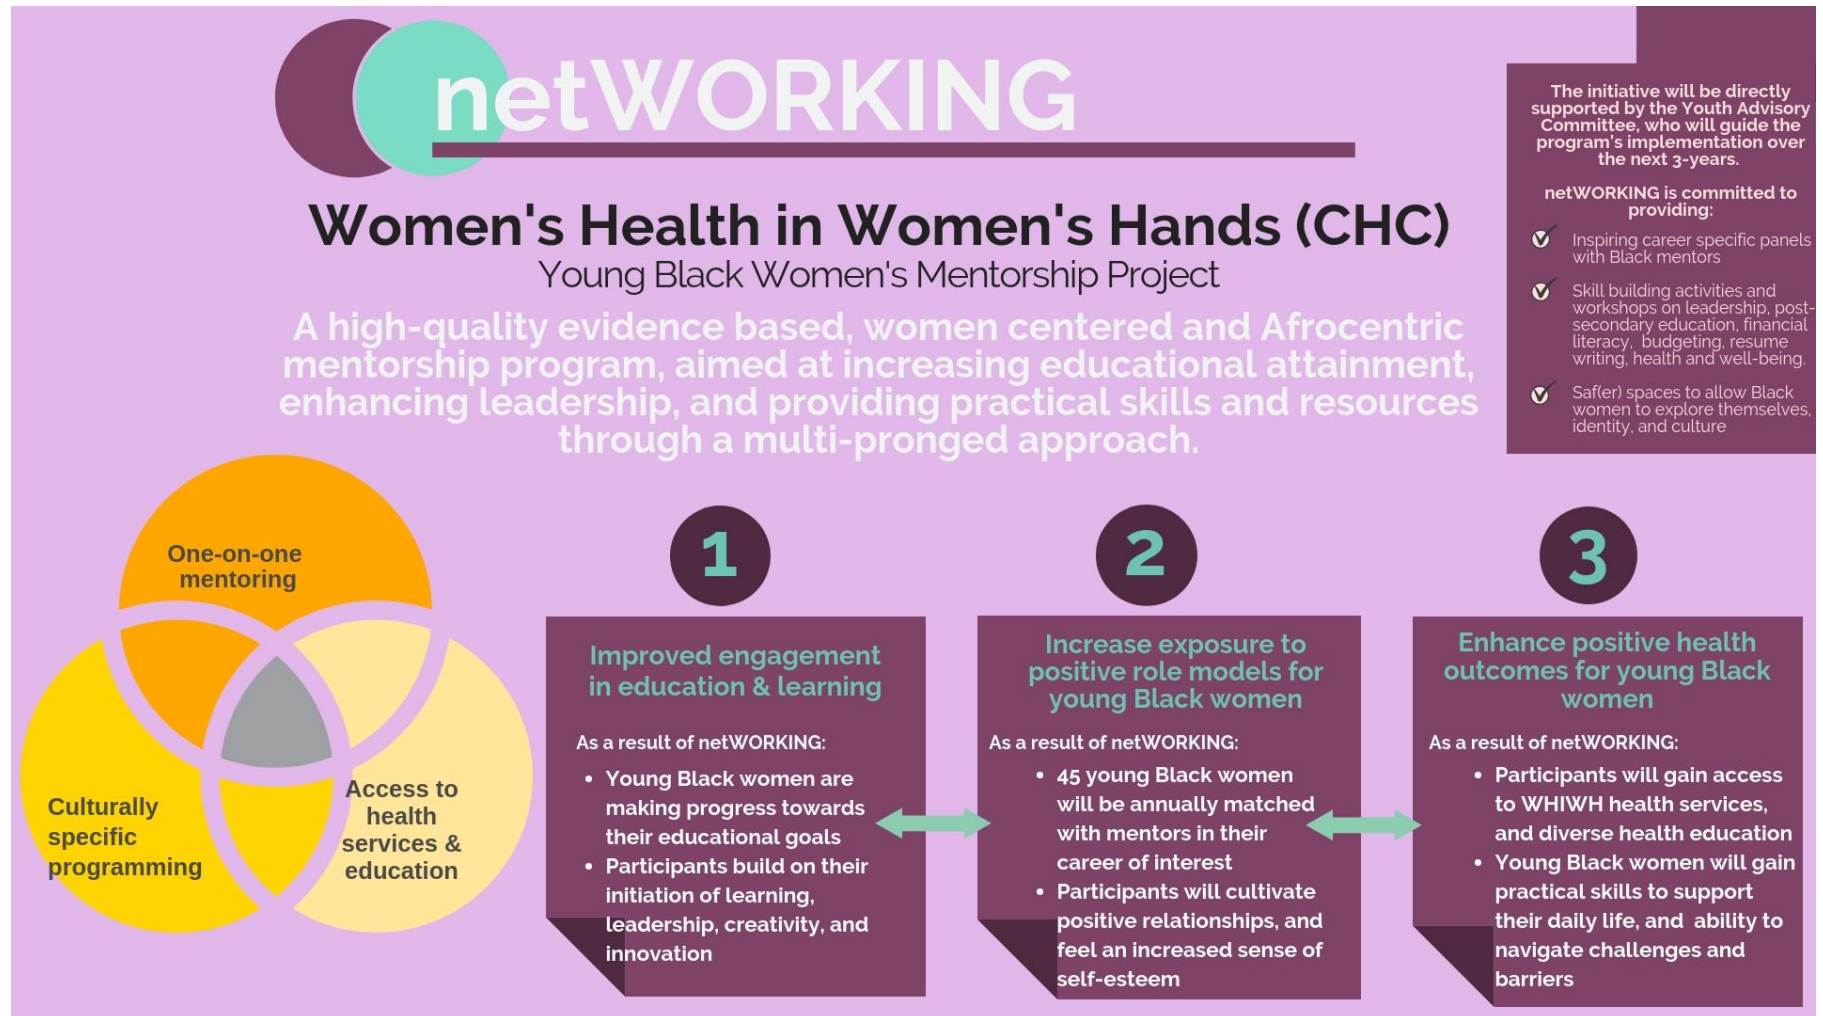 netWORKING
Women's Health in Women's Hands (CHC)
Young Black Women's Mentorship Project
A high-quality evidence based, women centered and Afrocentric
mentorship program, aimed at increasing educational attainment,
enhancing leadership, and providing practical skills and resources
through a multi-pronged approach.
The initiative will be directly
supported by the Youth Advisory
Committee, who will guide the
program's implementation over
the next 3-years.
netWORKING is committed to
providing:
Inspiring career specific panels
with Black mentors
Skill building activities and
workshops on leadership, post-
secondary education, financial
literacy, budgeting, resume
writing, health and well-being.
Saf(er) spaces to allow Black
women to explore themselves,
identity, and culture
One-on-one
mentoring
Culturally
specific
programming
Access to
health
services &
education
1
Improved engagement
in education & learning
As a result of netWORKING:
• Young Black women are
making progress towards
their educational goals
• Participants build on their
initiation of learning,
leadership, creativity, and
innovation
2
Increase exposure to
positive role models for
young Black women
As a result of netWORKING:
• 45 young Black women
will be annually matched
with mentors in their
career of interest
• Participants will cultivate
positive relationships, and
feel an increased sense of
self-esteem
3
Enhance positive health
outcomes for young Black
women
As a result of netWORKING:
• Participants will gain access
to WHIWH health services,
and diverse health education
• Young Black women will gain
practical skills to support
their daily life, and ability to
navigate challenges and
barriers